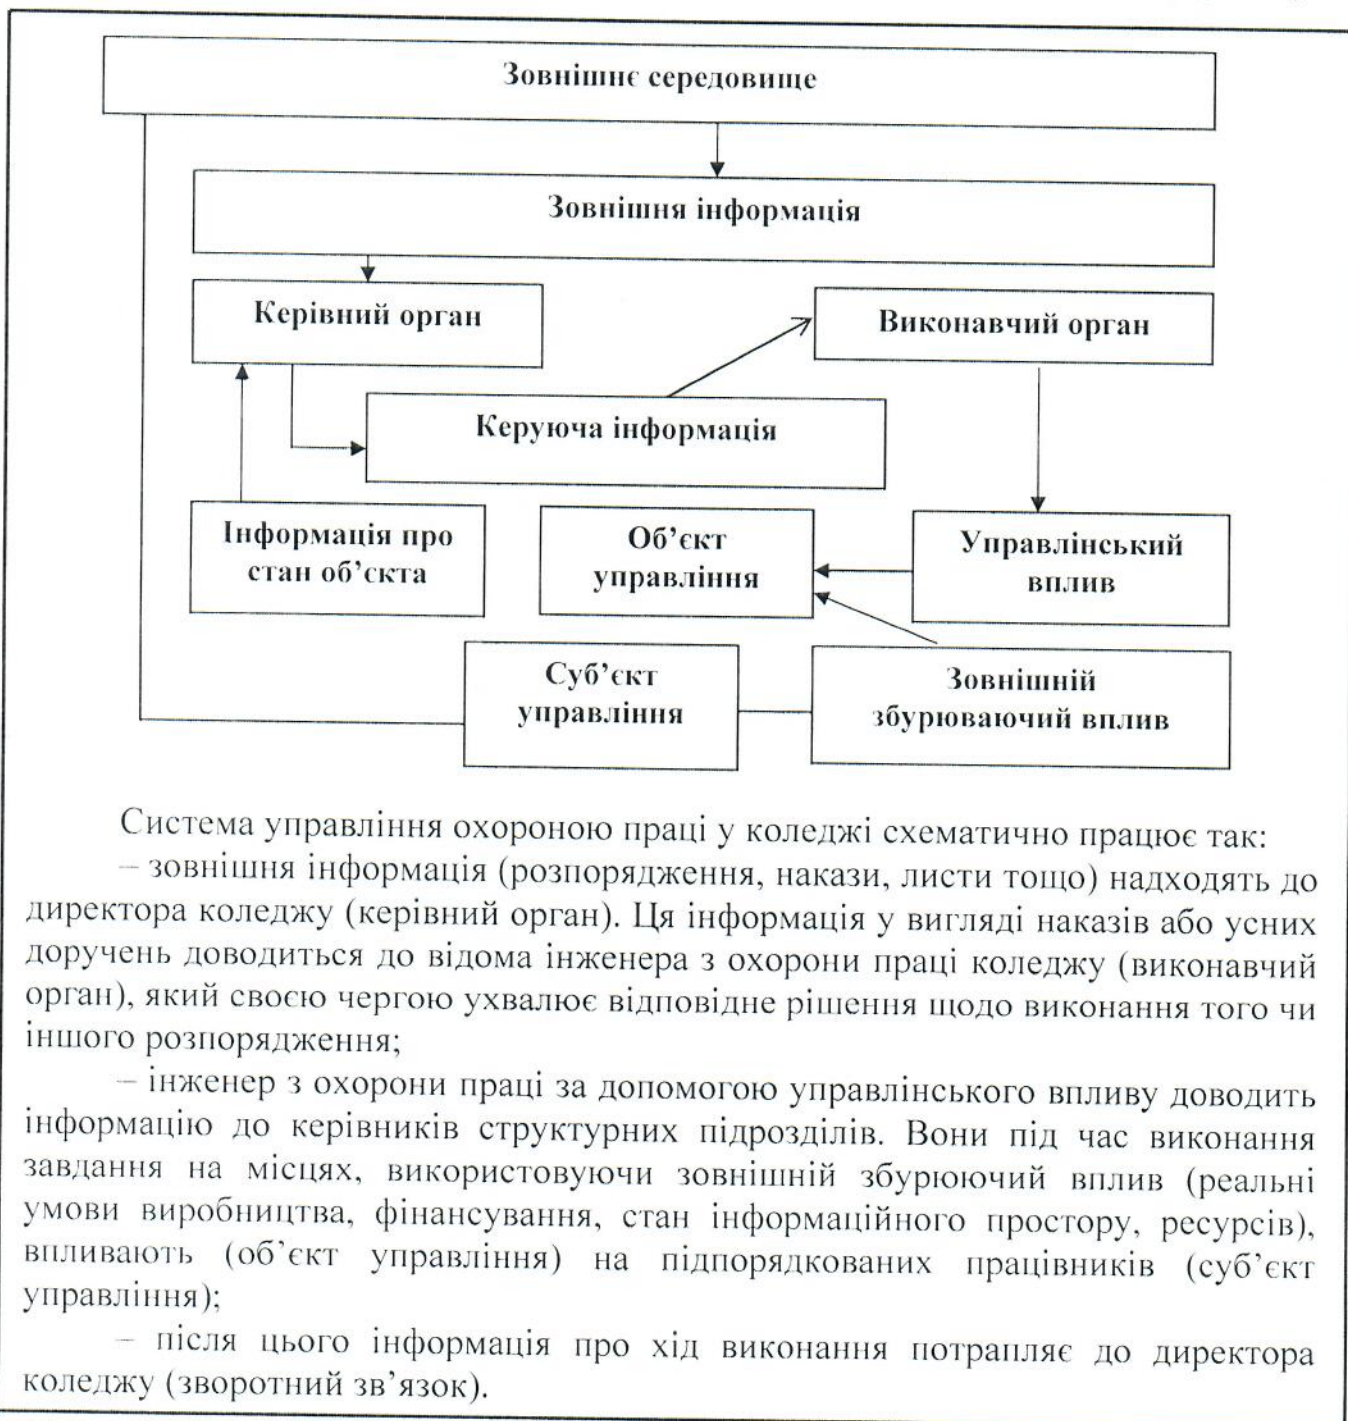 Зовнішнє середовище
Зовнішня інформація
Керівний орган
Виконавчий орган
Керуюча інформація
Інформація про
стан об’єкта
Об’єкт
управління
Управлінський
вплив
Суб’єкт
управління
Зовнішній
збурюваючий вплив
Система управління охороною праці у коледжі схематично працює так:
– зовнішня інформація (розпорядження, накази, листи тощо) надходять до
директора коледжу (керівний орган). Ця інформація у вигляді наказів або усних
доручень доводиться до відома інженера з охорони праці коледжу (виконавчий
орган), який своєю чергою ухвалює відповідне рішення щодо виконання того чи
іншого розпорядження;
– інженер з охорони праці за допомогою управлінського впливу доводить
інформацію до керівників структурних підрозділів. Вони під час виконання
завдання на місцях, використовуючи зовнішній збурюючий вплив (реальні
умови виробництва, фінансування, стан інформаційного простору, ресурсів),
впливають (об’єкт управління) на підпорядкованих працівників (суб’єкт
управління);
– після цього інформація про хід виконання потрапляє до директора
коледжу (зворотний зв’язок).